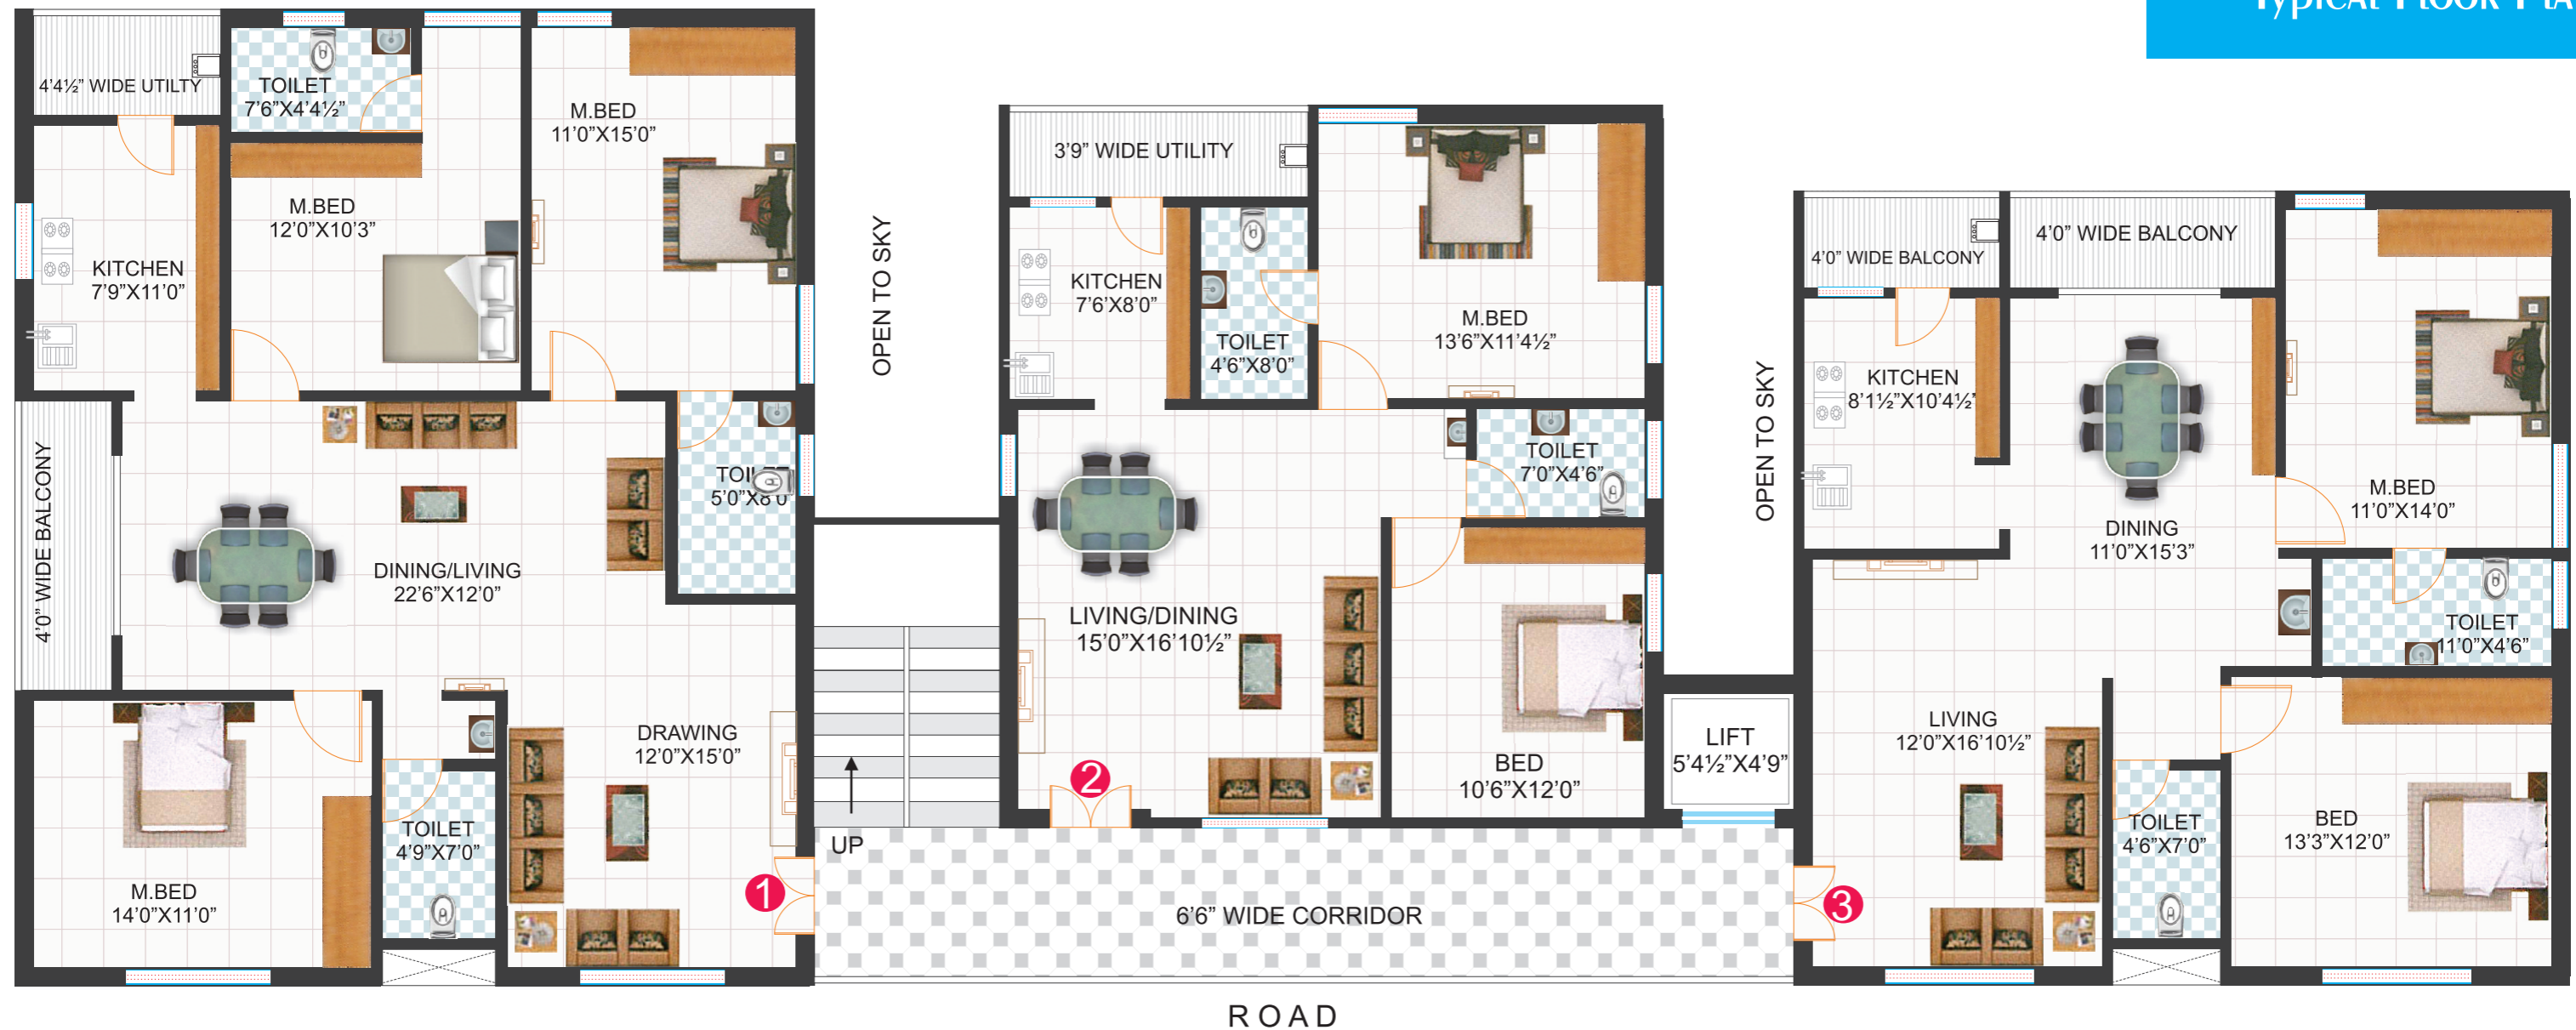 Typical Floor Pla
4'4½" WIDE UTILTY
TOILET
7'6"X4'4½"
M.BED
11'0"X15'0"
M.BED
12'0"X10'3"
KITCHEN
7'9"X11'0"
4'0" WIDE BALCONY
DINING/LIVING
22'6"X12'0"
TOILET
5'0"X8'0
DRAWING
12'0"X15'0"
M.BED
14'0"X11'0"
TOILET
4'9"X7'0"
1
OPEN TO SKY
UP
3'9" WIDE UTILITY
KITCHEN
7'6"X8'0"
TOILET
4'6"X8'0"
M.BED
13'6"X11'4½"
TOILET
7'0"X4'6"
LIVING/DINING
15'0"X16'10½"
BED
10'6"X12'0"
2
OPEN TO SKY
LIFT
5'4½"X4'9"
6'6" WIDE CORRIDOR
4'0" WIDE BALCONY
4'0" WIDE BALCONY
KITCHEN
8'1½"X10'4½"
DINING
11'0"X15'3"
M.BED
11'0"X14'0"
TOILET
11'0"X4'6"
LIVING
12'0"X16'10½"
TOILET
4'6"X7'0"
BED
13'3"X12'0"
3
ROAD